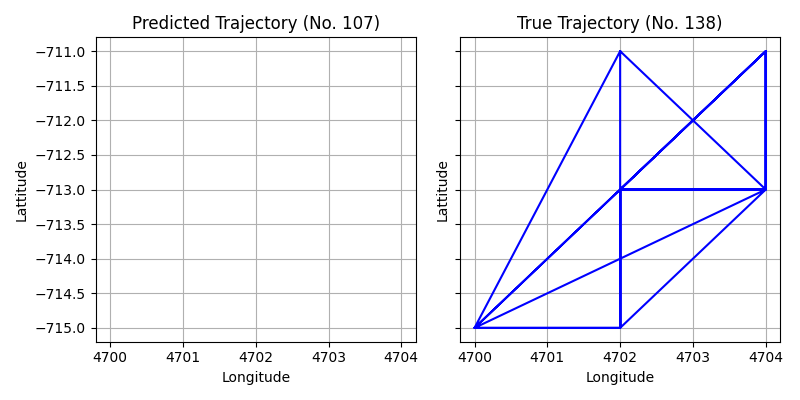 Predicted Trajectory (No. 107)
True Trajectory (No. 138)
Lattitude
−711.0
−711.5
−712.0
−712.5
−713.0
−713.5
−714.0
−714.5
−715.0
4700 4701 4702 4703 4704
Longitude
Lattitude
4700 4701 4702 4703 4704
Longitude